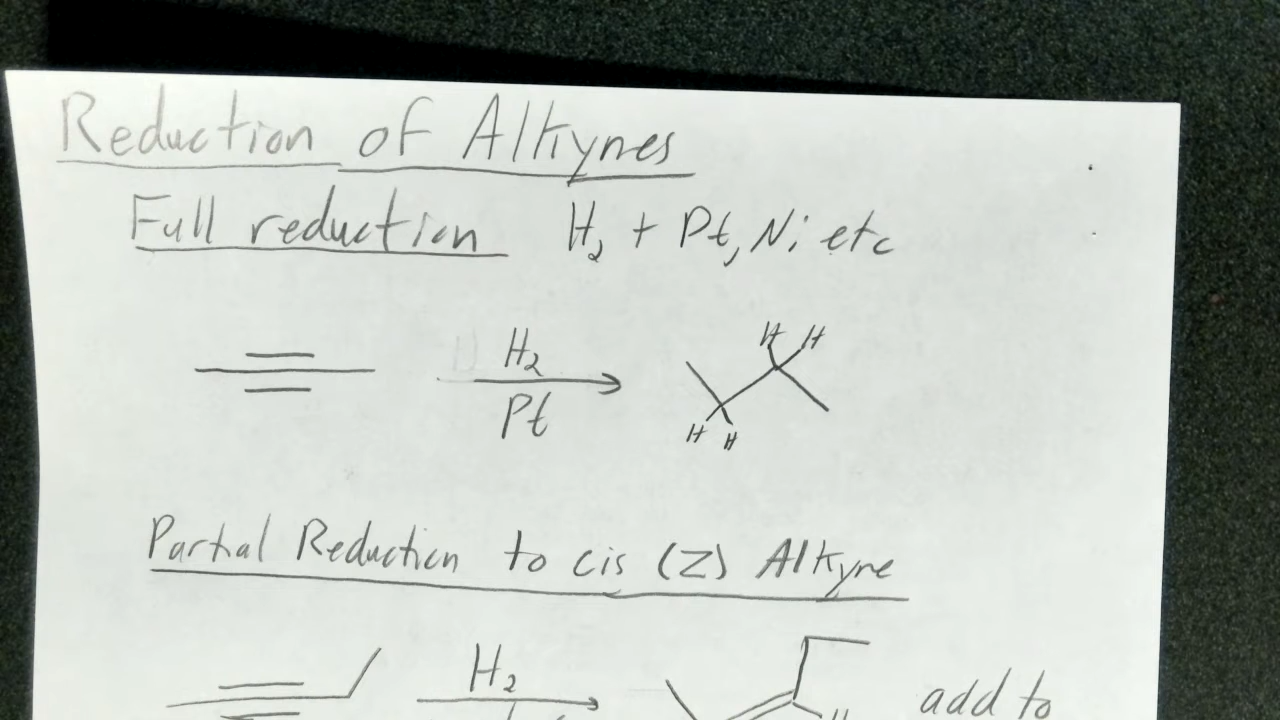 Reduction of Alkynes
Full reduction H₂ + Pt, Ni etc
H₂
Pt
H H
H H
Partial Reduction to cis (Z) Alkyne
H₂
add to